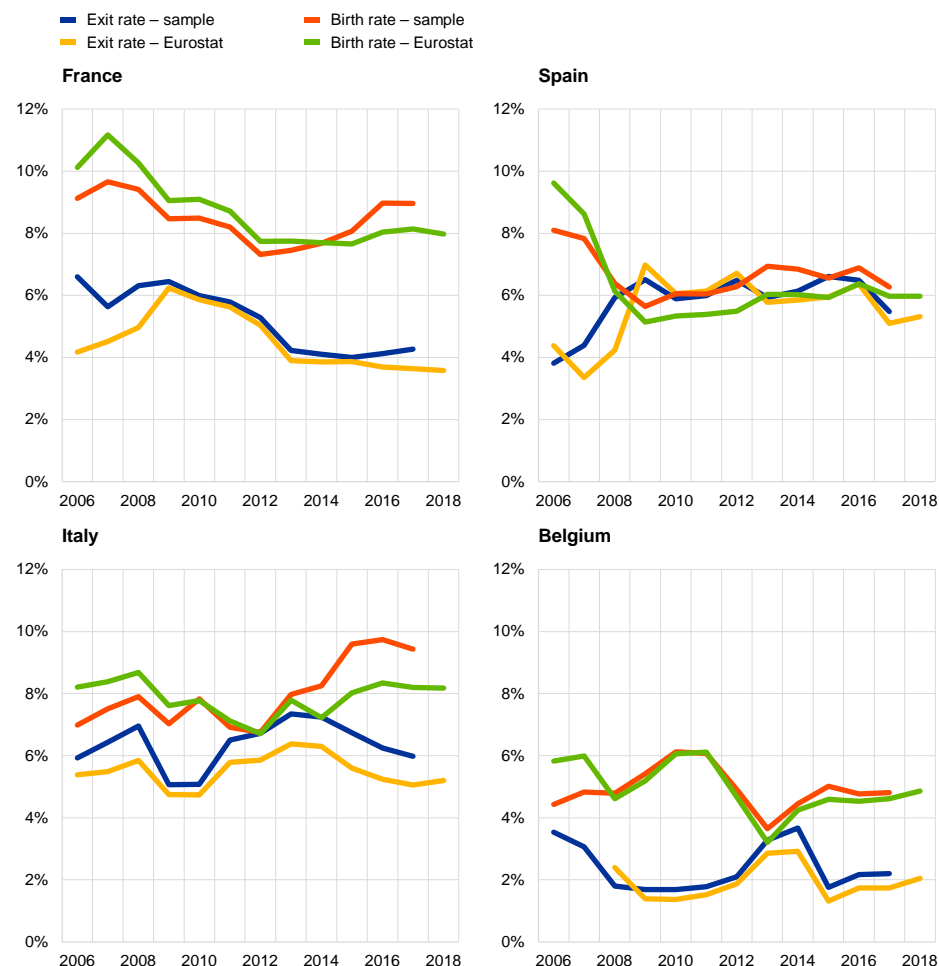 Exit rate – sample Birth rate – sample
Exit rate – Eurostat Birth rate – Eurostat
France
12%
10%
8%
6%
4%
2%
0%
2006 2008 2010 2012 2014 2016 2018
Spain
12%
10%
8%
6%
4%
2%
0%
2006 2008 2010 2012 2014 2016 2018
Italy
12%
10%
8%
6%
4%
2%
0%
2006 2008 2010 2012 2014 2016 2018
Belgium
12%
10%
8%
6%
4%
2%
0%
2006 2008 2010 2012 2014 2016 2018